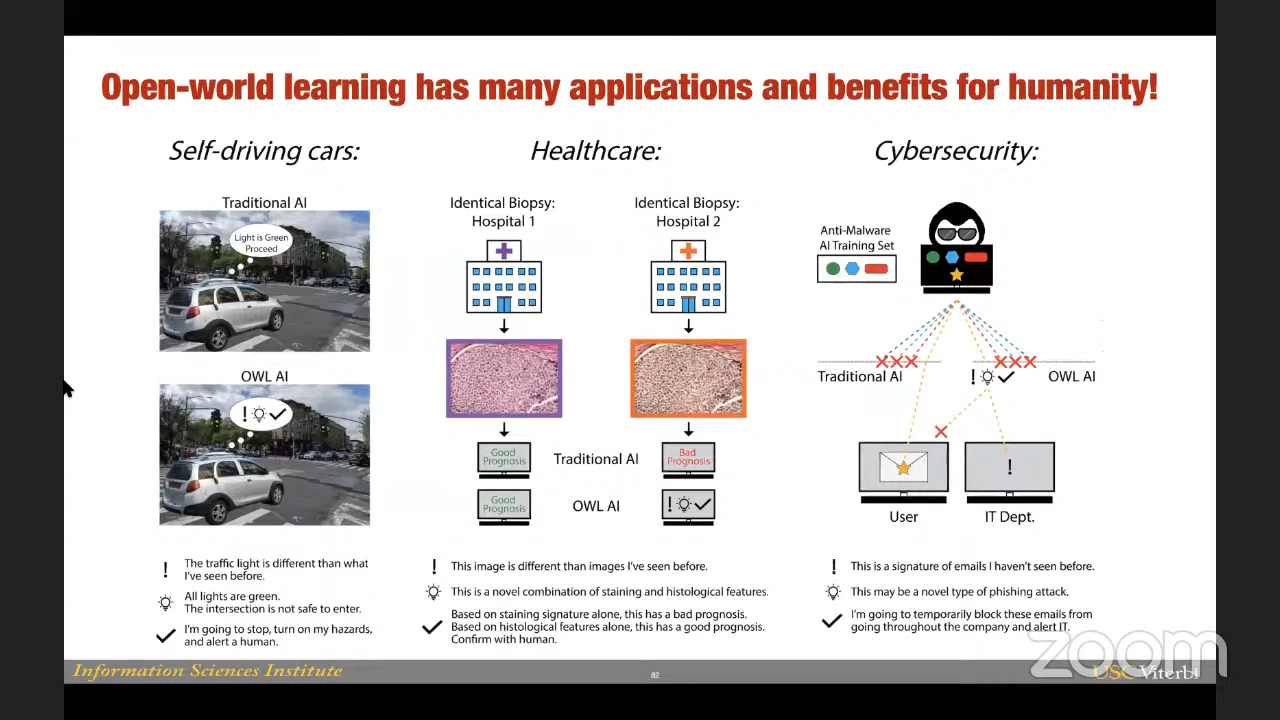 Open-world learning has many applications and benefits for humanity!
Self-driving cars:
Traditional AI
Light is Green
Proceed
OWL AI
!
The traffic light is different than what
I've seen before.
All lights are green.
The intersection is not safe to enter.
I'm going to stop, turn on my hazards,
and alert a human.
Healthcare:
Identical Biopsy:
Hospital 1
Identical Biopsy:
Hospital 2
Good
Prognosis
Traditional AI
Bad
Prognosis
Good
Prognosis
OWL AI
!
! This image is different than images I've seen before.
This is a novel combination of staining and histological features.
Based on staining signature alone, this has a bad prognosis.
Based on histological features alone, this has a good prognosis.
Confirm with human.
Cybersecurity:
Anti-Malware
AI Training Set
Traditional AI
!
OWL AI
!
User
IT Dept.
! This is a signature of emails I haven't seen before.
This may be a novel type of phishing attack.
I'm going to temporarily block these emails from
going throughout the company and alert IT.
Information Sciences Institute
82
USC Viterbi
zoom